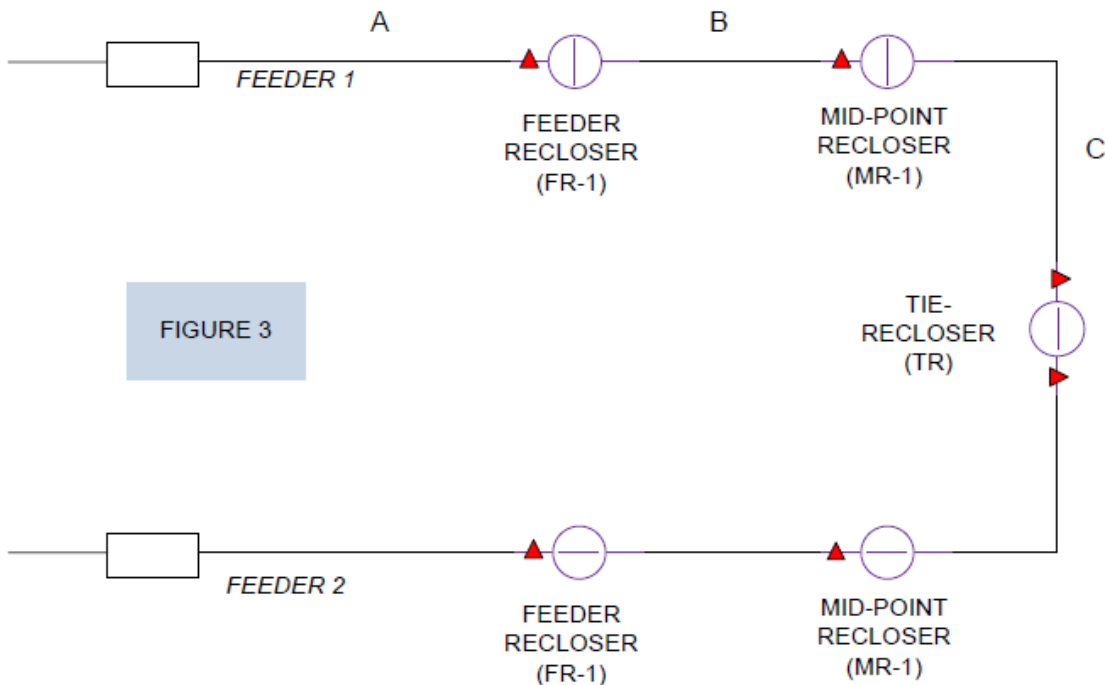 A
B
FEEDER 1
FEEDER
RECLOSER
(FR-1)
MID-POINT
RECLOSER
(MR-1)
C
FIGURE 3
TIE-
RECLOSER
(TR)
FEEDER 2
FEEDER
RECLOSER
(FR-1)
MID-POINT
RECLOSER
(MR-1)